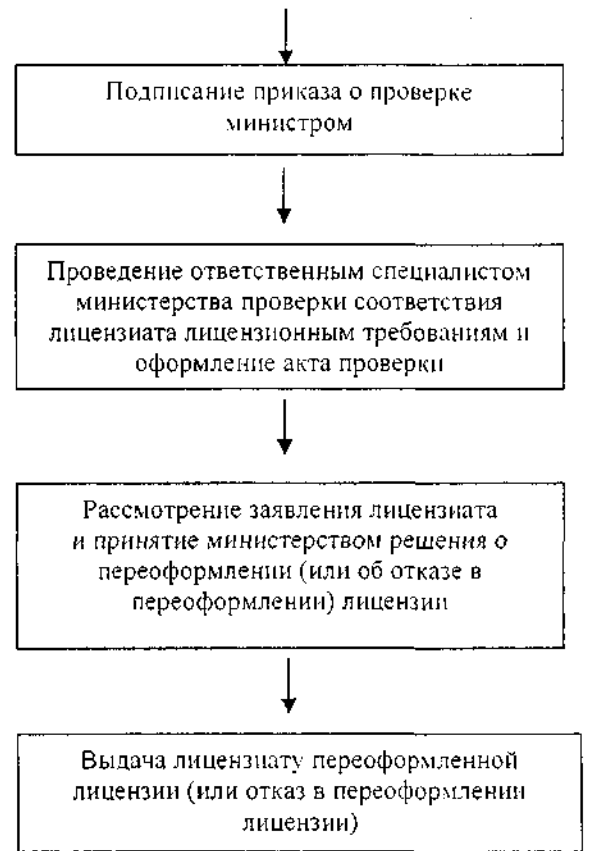 Подписание приказа о проверке
министром
Проведение ответственным специалистом
министерства проверки соответствия
лицензиата лицензионным требованиям и
оформление акта проверки
Рассмотрение заявления лицензиата
и принятие министерством решения о
переоформлении (или об отказе в
переоформлении) лицензии
Выдача лицензиату переоформленной
лицензии (или отказ в переоформлении
лицензии)